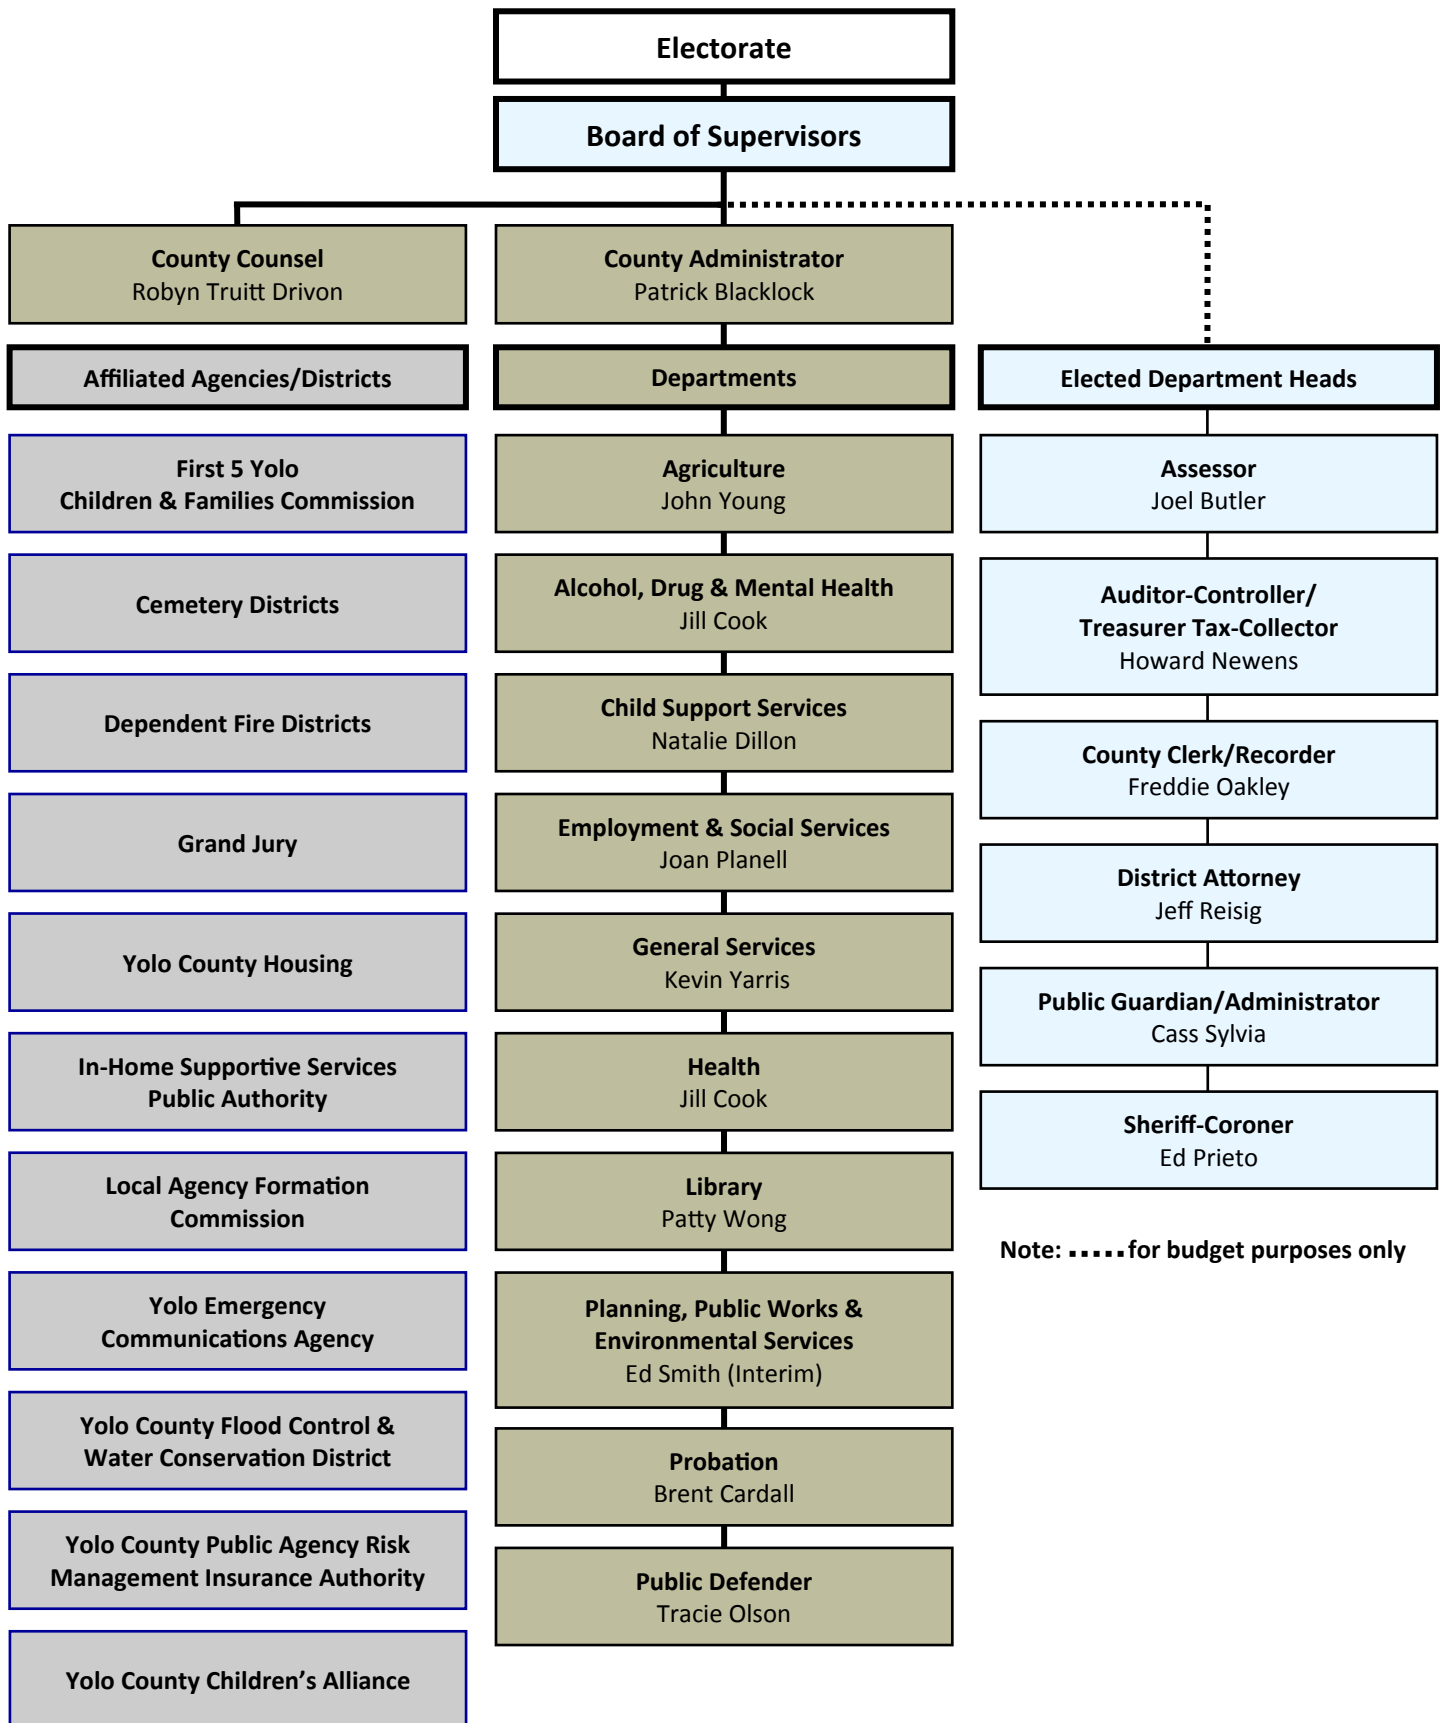 Electorate
Board of Supervisors
County Counsel
Robyn Truitt Drivon
County Administrator
Patrick Blacklock
Affiliated Agencies/Districts
First 5 Yolo
Children & Families Commission
Cemetery Districts
Dependent Fire Districts
Grand Jury
Yolo County Housing
In-Home Supportive Services
Public Authority
Local Agency Formation
Commission
Yolo Emergency
Communications Agency
Yolo County Flood Control &
Water Conservation District
Yolo County Public Agency Risk
Management Insurance Authority
Yolo County Children’s Alliance
Departments
Agriculture
John Young
Alcohol, Drug & Mental Health
Jill Cook
Child Support Services
Natalie Dillon
Employment & Social Services
Joan Planell
General Services
Kevin Yarris
Health
Jill Cook
Library
Patty Wong
Planning, Public Works &
Environmental Services
Ed Smith (Interim)
Probation
Brent Cardall
Public Defender
Tracie Olson
Elected Department Heads
Assessor
Joel Butler
Auditor-Controller/
Treasurer Tax-Collector
Howard Newens
County Clerk/Recorder
Freddie Oakley
District Attorney
Jeff Reisig
Public Guardian/Administrator
Cass Sylvia
Sheriff-Coroner
Ed Prieto
Note: ..... for budget purposes only